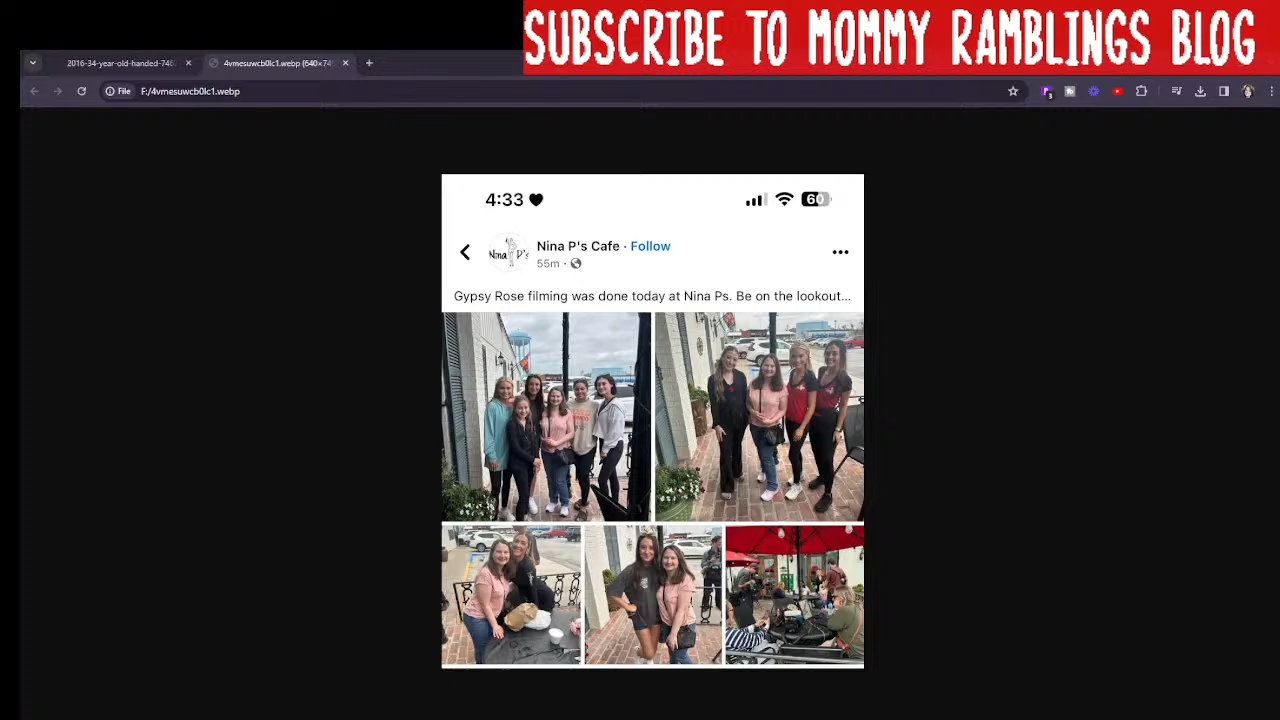 SUBSCRIBE TO MOMMY RAMBLINGS BLOG
2016-34-year-old-handed-746
4vmesuwcb0lc1.webp (640×74
File F:/4vmesuwcb0lc1.webp
3
4:33
60
Nina P's
Nina P's Cafe · Follow
55m ·
Gypsy Rose filming was done today at Nina Ps. Be on the lookout...